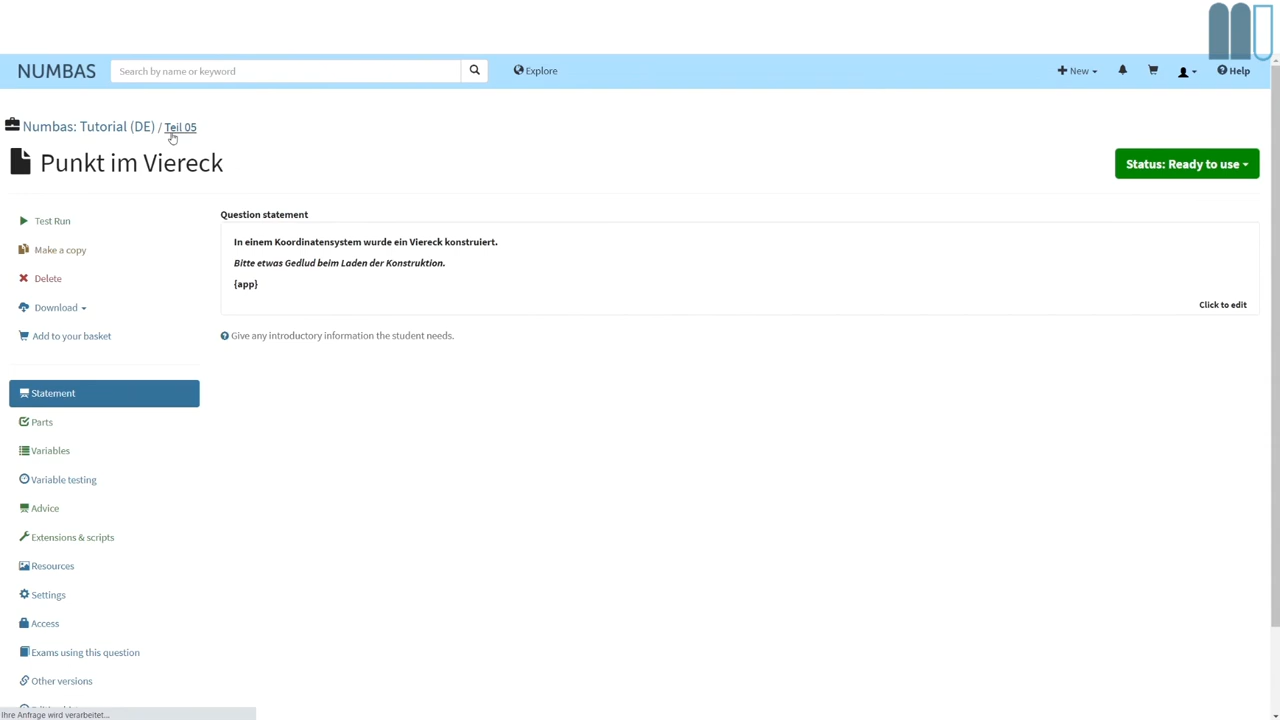 NUMBAS Search by name or keyword Explore New Help
Numbas: Tutorial (DE) / Teil 05
Punkt im Viereck
Status: Ready to use
Test Run
Make a copy
Delete
Download
Add to your basket
Statement
Parts
Variables
Variable testing
Advice
Extensions & scripts
Resources
Settings
Access
Exams using this question
Other versions
Question statement
In einem Koordinatensystem wurde ein Viereck konstruiert.
Bitte etwas Gedlud beim Laden der Konstruktion.
{app}
Click to edit
Give any introductory information the student needs.
Ihre Anfrage wird verarbeitet...